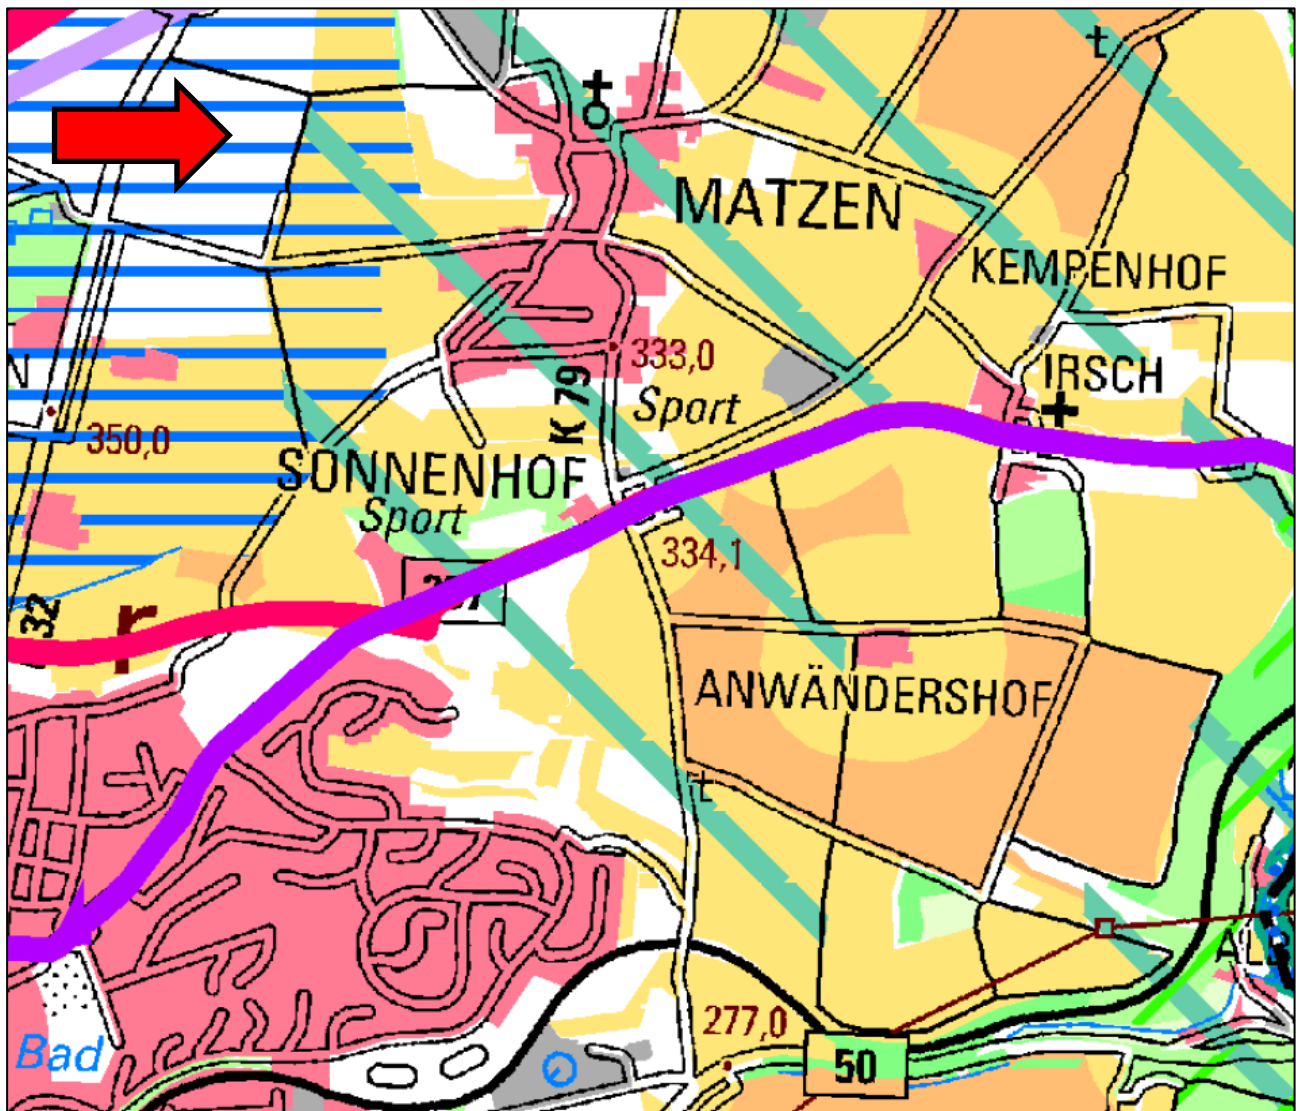 MATZEN
KEMPENHOF
333,0
IRSCH
K 79
Sport
N
350,0
SONNENHOF
Sport
334,1
32
r
ANWÄNDERSHOF
277,0
Bad
50